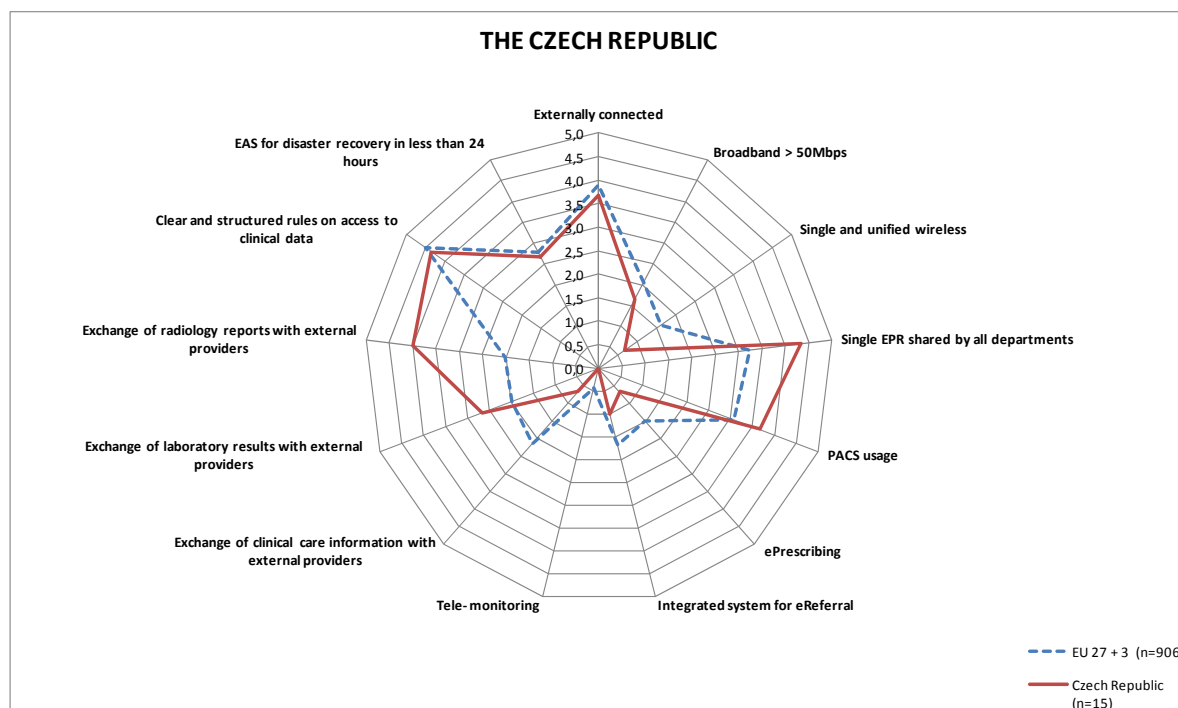 THE CZECH REPUBLIC
Externally connected
5,0
4,5
4,0
3,5
3,0
2,5
2,0
1,5
1,0
0,5
0,0
Broadband > 50Mbps
Single and unified wireless
Single EPR shared by all departments
PACS usage
ePrescribing
Integrated system for eReferral
Tele- monitoring
Exchange of clinical care information with
external providers
Exchange of laboratory results with external
providers
Exchange of radiology reports with external
providers
Clear and structured rules on access to
clinical data
EAS for disaster recovery in less than 24
hours
EU 27 + 3 (n=906
Czech Republic
(n=15)